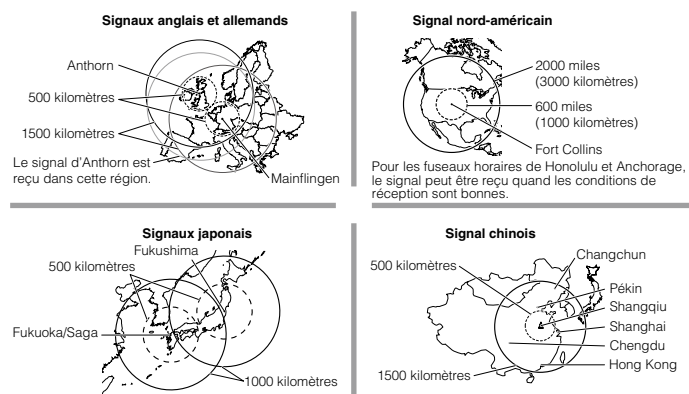 Signaux anglais et allemands
Anthorn
500 kilomètres
1500 kilomètres
Le signal d'Anthorn est
reçu dans cette région.
Mainflingen
Signal nord-américain
2000 miles
(3000 kilomètres)
600 miles
(1000 kilomètres)
Fort Collins
Pour les fuseaux horaires de Honolulu et Anchorage,
le signal peut être reçu quand les conditions de
réception sont bonnes.
Signaux japonais
Fukushima
500 kilomètres
Fukuoka/Saga
1000 kilomètres
Signal chinois
Changchun
500 kilomètres
Pékin
Shangqiu
Shanghai
Chengdu
Hong Kong
1500 kilomètres